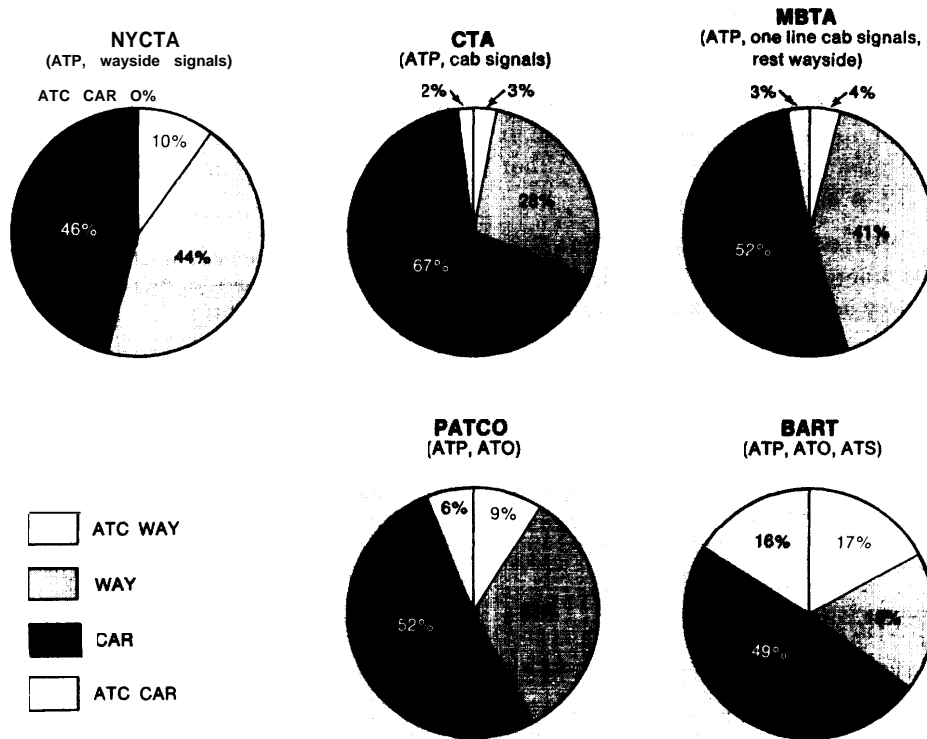 NYCTA
(ATP, wayside signals)
ATC CAR O%
10%
46%
44%
CTA
(ATP, cab signals)
2%
3%
67%
MBTA
(ATP, one line cab signals,
rest wayside)
3%
4%
52%
41%
PATCO
(ATP, ATO)
6%
9%
52%
BART
(ATP, ATO, ATS)
16%
17%
49%
ATC WAY
WAY
CAR
ATC CAR